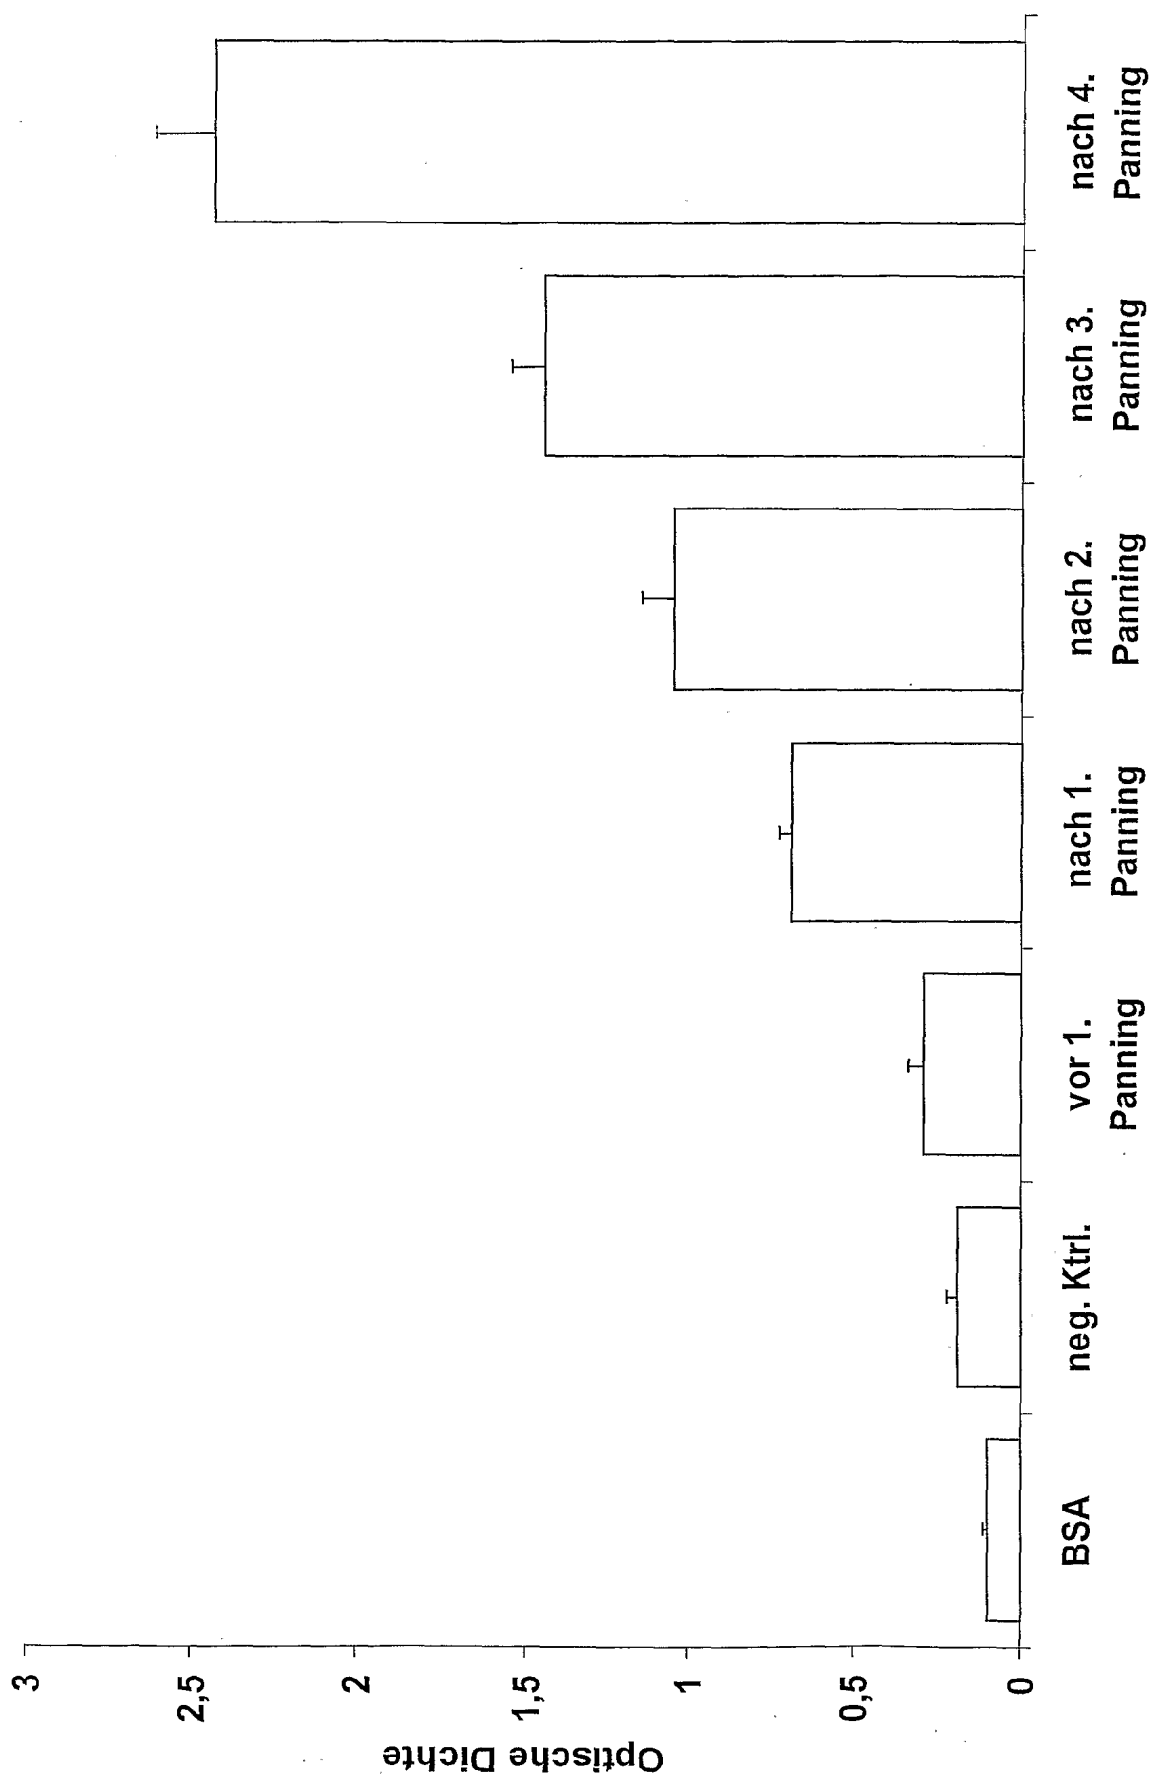 Optische Dichte
3
2,5
2
1,5
1
0,5
0
BSA
neg. Ktrl.
vor 1.
Panning
nach 1.
Panning
nach 2.
Panning
nach 3.
Panning
nach 4.
Panning